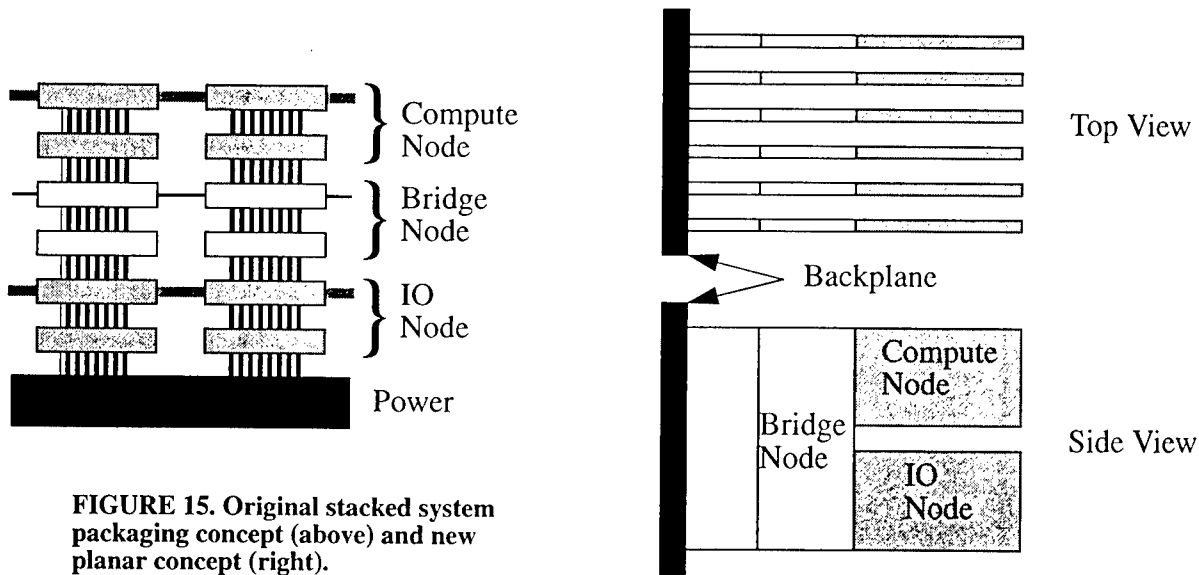 Compute
Node
Bridge
Node
IO
Node
Power
FIGURE 15. Original stacked system
packaging concept (above) and new
planar concept (right).
Top View
Backplane
Compute
Node
Bridge
Node
IO
Node
Side View